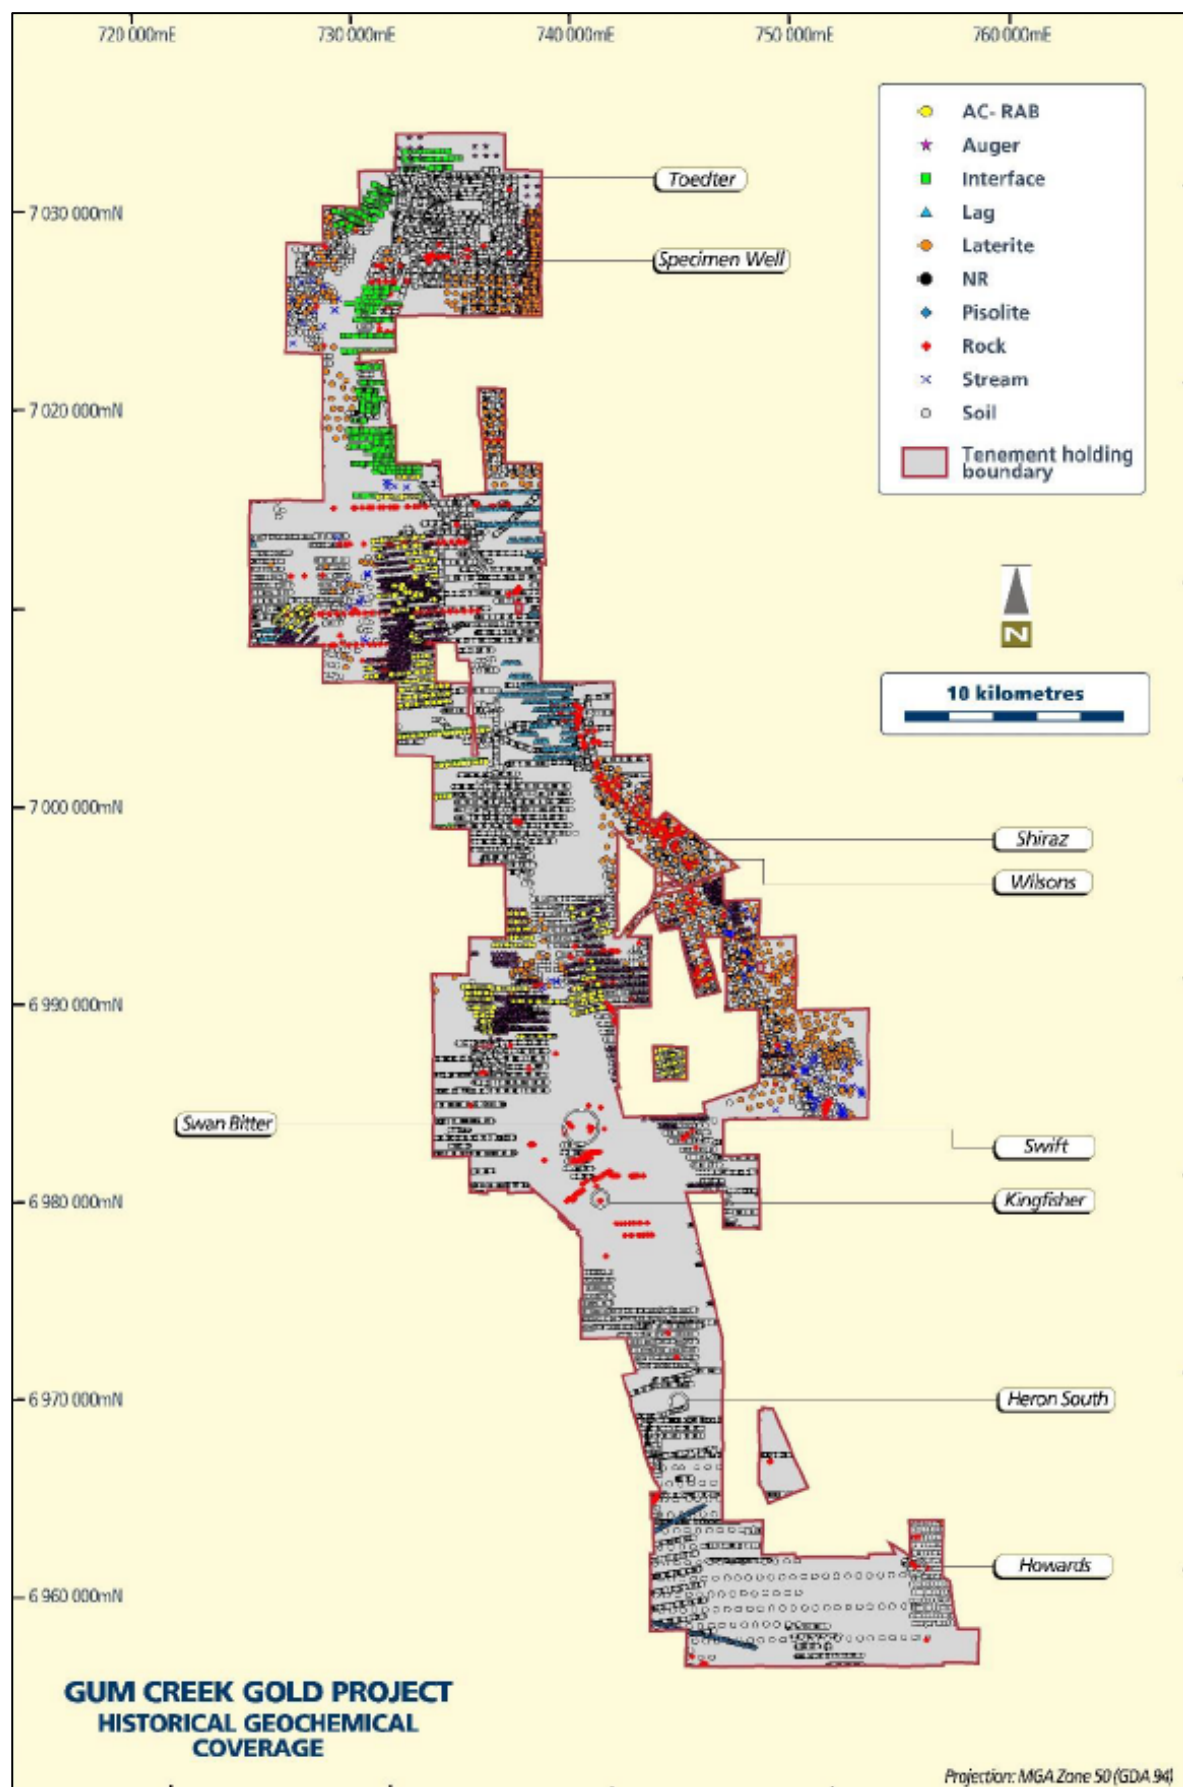 720 000mE 730 000mE 740 000mE 750 000mE 760 000mE
AC- RAB
Auger
Interface
Lag
Laterite
NR
Pisolite
Rock
Stream
Soil
Tenement holding
boundary
Toedter
7 030 000mN
Specimen Well
7 020 000mN
N
10 kilometres
7 000 000mN
Shiraz
Wilsons
6 990 000mN
Swan Bitter
Swift
6 980 000mN
Kingfisher
6 970 000mN
Heron South
Howards
6 960 000mN
GUM CREEK GOLD PROJECT
HISTORICAL GEOCHEMICAL
COVERAGE
Projection: MGA Zone 50 (GDA 94)